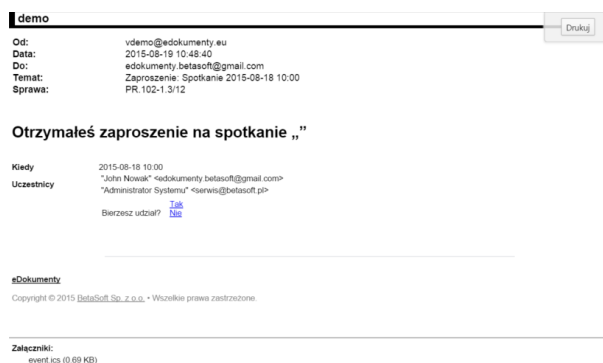 demo
Drukuj
Od: vdemo@edokumenty.eu
Data: 2015-08-19 10:48:40
Do: edokumenty.betasoft@gmail.com
Temat: Zaproszenie: Spotkanie 2015-08-18 10:00
Sprawa: PR.102-1.3/12
Otrzymałeś zaproszenie na spotkanie „”
Kiedy 2015-08-18 10:00
Uczestnicy "John Nowak" <edokumenty.betasoft@gmail.com>
"Administrator Systemu" <serwis@betasoft.pl>
Tak
Bierzesz udział? Nie
eDokumenty
Copyright © 2015 BetaSoft Sp. z o.o. • Wszelkie prawa zastrzeżone.
Załączniki:
event.ics (0.69 KB)